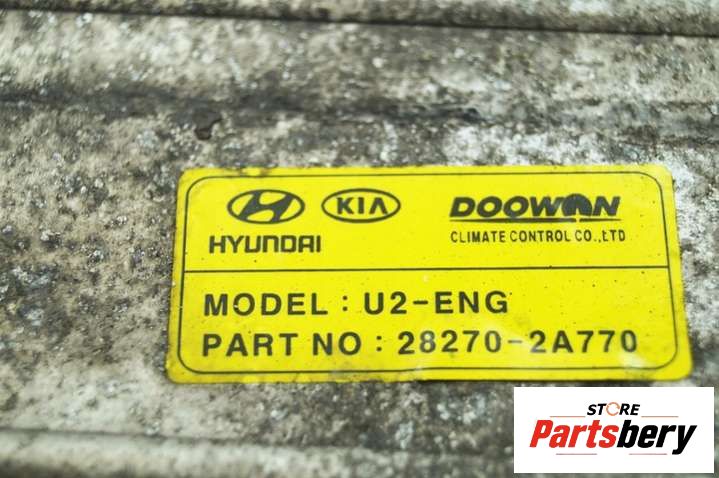 HYUNDAI KIA DOOWON
CLIMATE CONTROL CO.,LTD
MODEL : U2-ENG
PART NO : 28270-2A770
STORE
Partsbery